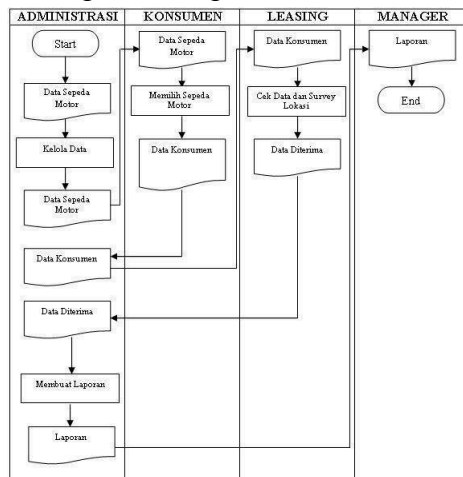 ADMINISTRASI
KONSUMEN
LEASING
MANAGER
Start
Data Sepeda
Motor
Kelola Data
Data Sepeda
Motor
Data Konsumen
Data Diterima
Membuat Laporan
Laporan
Data Sepeda
Motor
Memilih Sepeda
Motor
Data Konsumen
Data Konsumen
Cek Data dan Survey
Lokasi
Data Diterima
Laporan
End